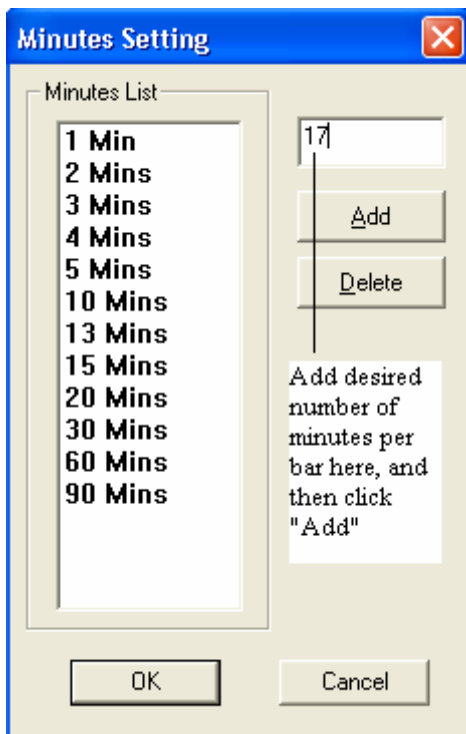 Minutes Setting
Minutes List
1 Min
2 Mins
3 Mins
4 Mins
5 Mins
10 Mins
13 Mins
15 Mins
20 Mins
30 Mins
60 Mins
90 Mins
17
Add
Delete
Add desired
number of
minutes per
bar here, and
then click
"Add"
OK
Cancel